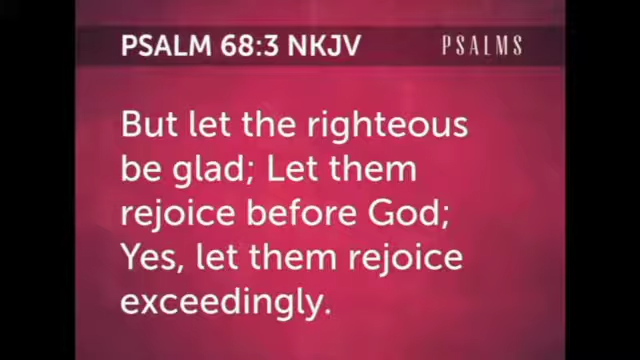 PSALM 68:3 NKJV PSALMS
But let the righteous
be glad; Let them
rejoice before God;
Yes, let them rejoice
exceedingly.